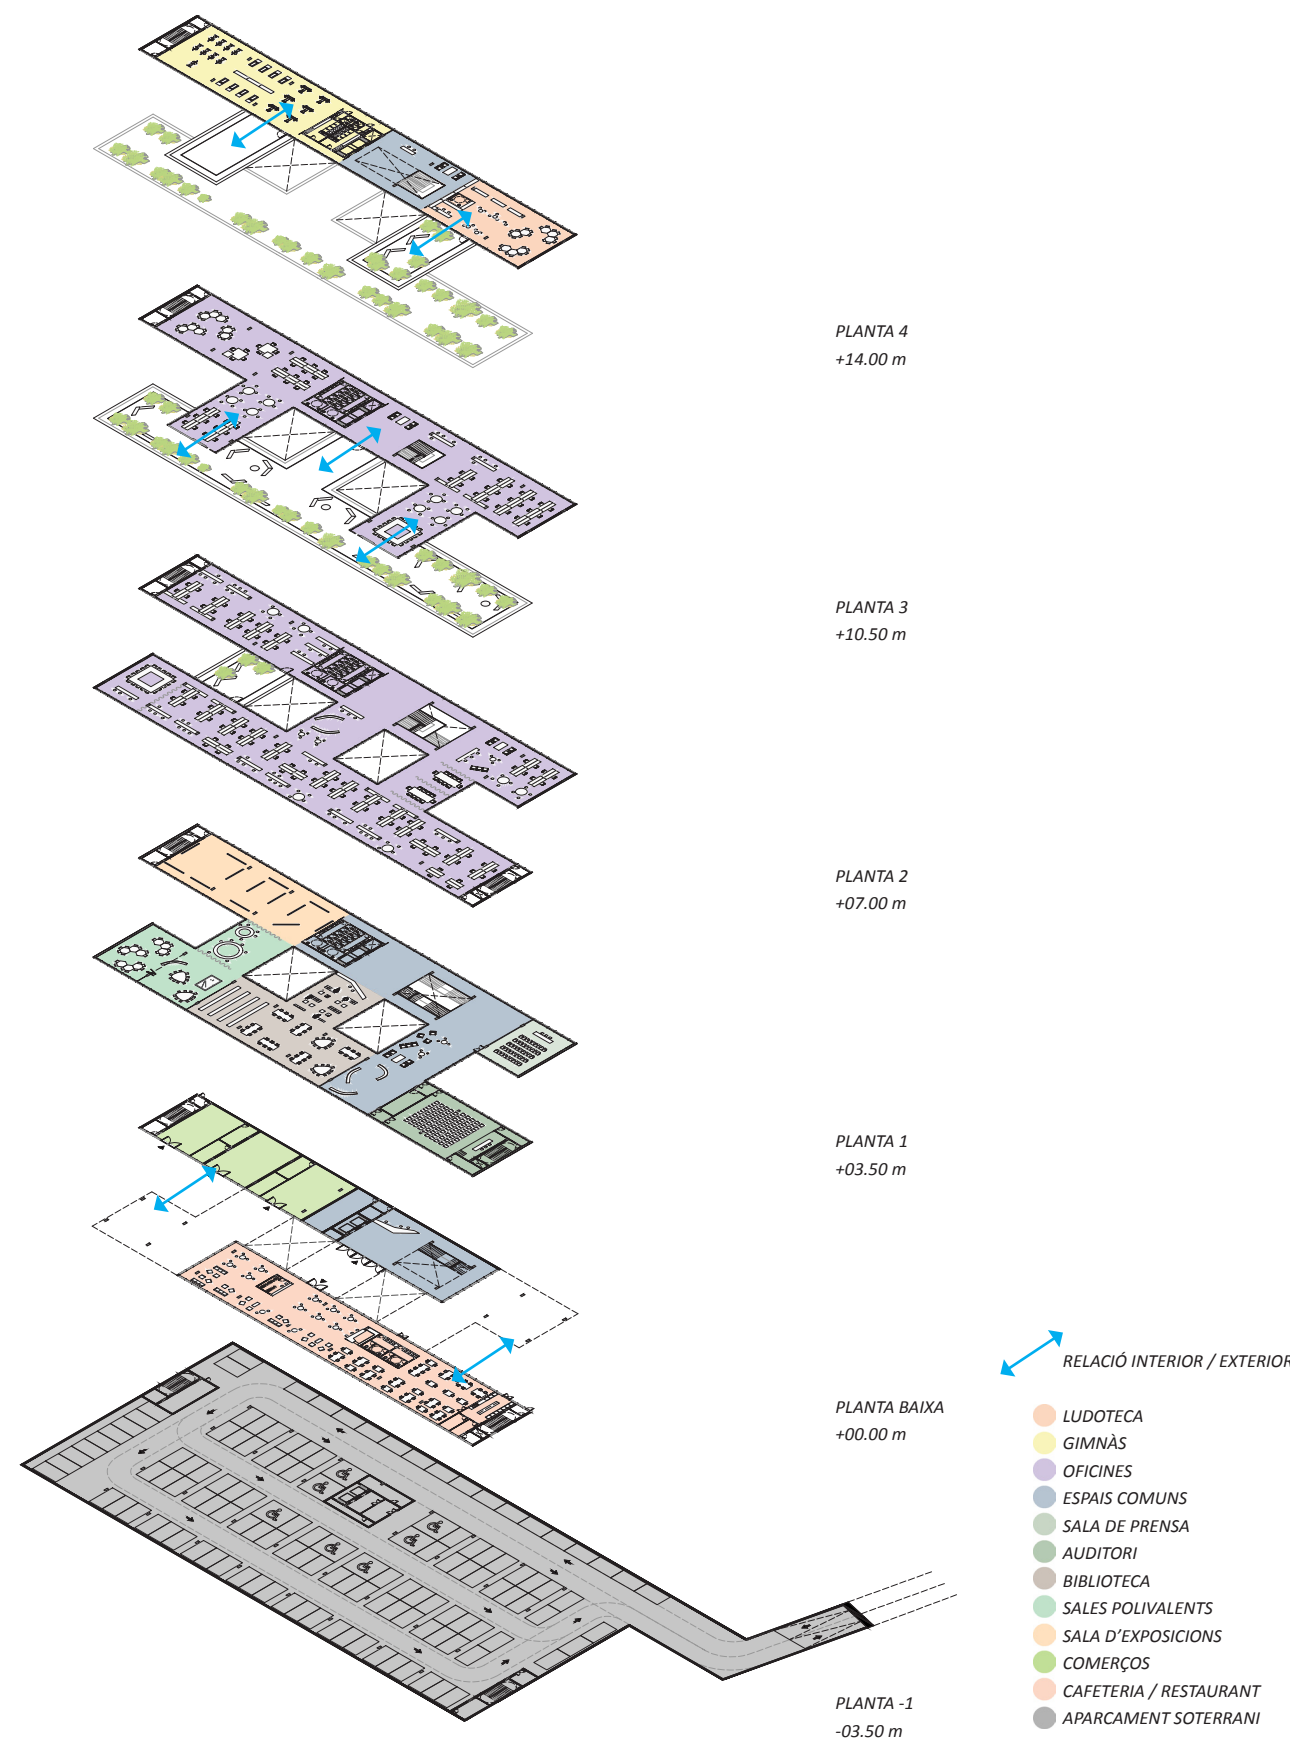 PLANTA 4
+14.00 m
PLANTA 3
+10.50 m
PLANTA 2
+07.00 m
PLANTA 1
+03.50 m
PLANTA BAIXA
+00.00 m
PLANTA -1
-03.50 m
RELACIÓ INTERIOR / EXTERIOR
LUDOTECA
GIMNÀS
OFICINES
ESPAIS COMUNS
SALA DE PRENSA
AUDITORI
BIBLIOTECA
SALES POLIVALENTS
SALA D'EXPOSICIONS
COMERÇOS
CAFETERIA / RESTAURANT
APARCAMENT SOTERRANI